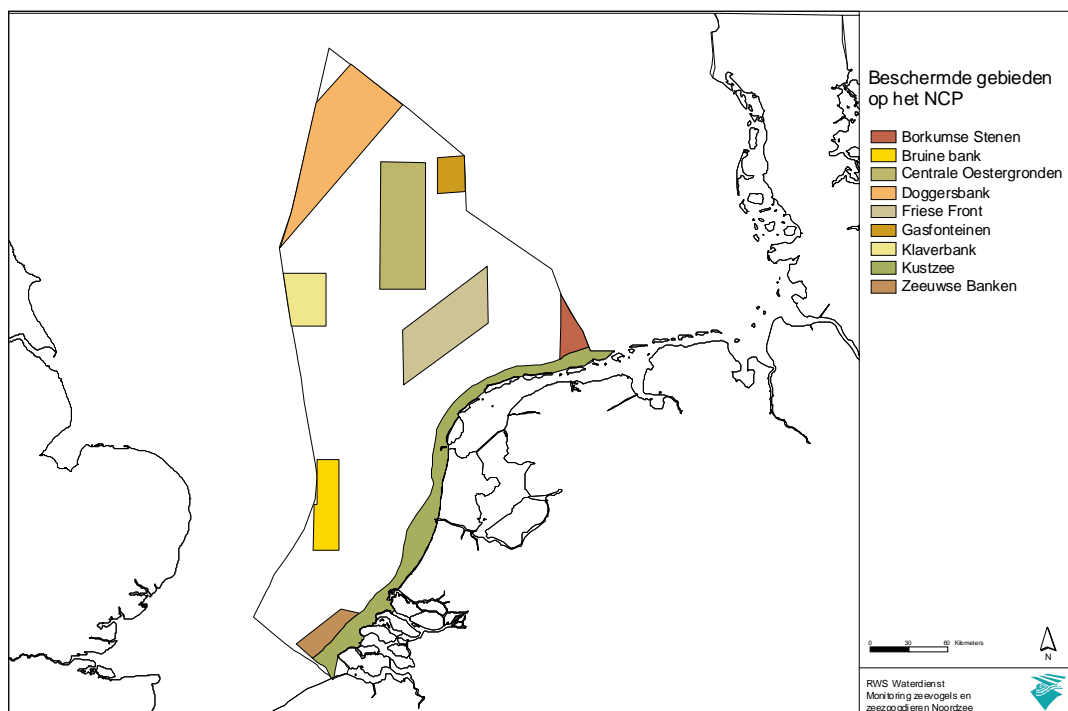 Beschermde gebieden
op het NCP
Borkumse Stenen
Bruine bank
Centrale Oestergronden
Doggersbank
Friese Front
Gasfonteinen
Klaverbank
Kustzee
Zeeuwse Banken
0 30 60 Kilometers
N
RWS Waterdienst
Monitoring zeevogels en
zeezoogdieren Noordzee